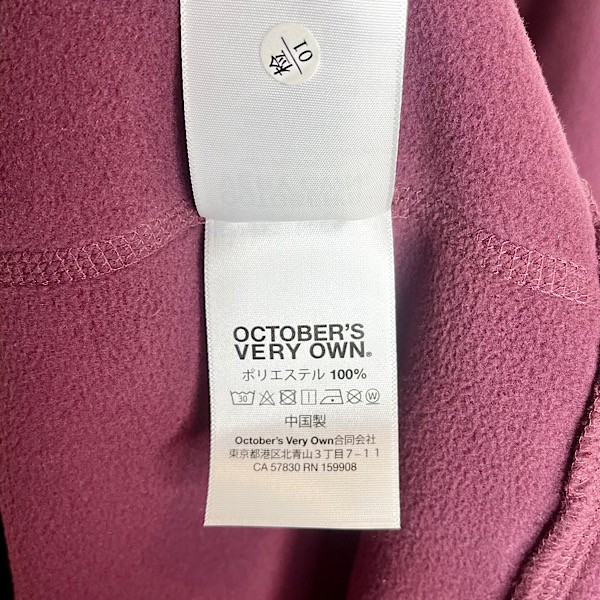 検
01
OCTOBER'S
VERY OWN®
ポリエステル 100%
30 W
中国製
October's Very Own合同会社
東京都港区北青山3丁目7−11
CA 57830 RN 159908